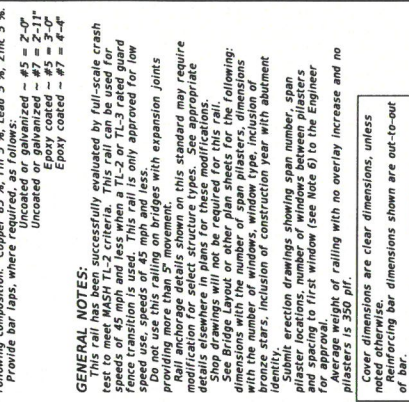 following composition: Copper 85 %, Tin 5 %, Lead 5 %, Zinc 5 %.
Provide bar laps, where required, as follows:
Uncoated or galvanized ~ #5 = 2'-0"
Uncoated or galvanized ~ #7 = 2'-11"
Epoxy coated ~ #5 = 3'-0"
Epoxy coated ~ #7 = 4'-4"
GENERAL NOTES:
This rail has been successfully evaluated by full-scale crash
test to meet MASH TL-2 criteria. This rail can be used for
speeds of 45 mph and less when a TL-2 or TL-3 rated guard
fence transition is used. This rail is only approved for low
speed use, speeds of 45 mph and less.
Do not use this railing on bridges with expansion joints
providing more than 5" movement.
Rail anchorage details shown on this standard may require
modification for select structure types. See appropriate
details elsewhere in plans for these modifications.
Shop drawings will not be required for this rail.
See Bridge Layout or other plan sheets for the following:
dimensions with the number of span pilasters, dimensions
with the number of windows, window type, inclusion of
bronze stars, inclusion of construction year with abutment
identity.
Submit erection drawings showing span number, span
pilaster locations, number of windows between pilasters
and spacing to first window (see Note 6) to the Engineer
for approval.
Average weight of railing with no overlay increase and no
pilasters is 350 plf.
Cover dimensions are clear dimensions, unless
noted otherwise.
Reinforcing bar dimensions shown are out-to-out
of bar.